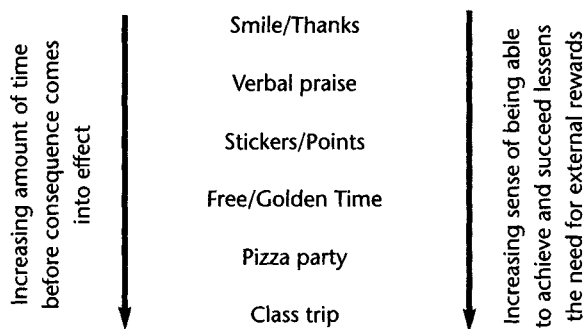 Increasing amount of time
before consequence comes
into effect
Smile/Thanks
Verbal praise
Stickers/Points
Free/Golden Time
Pizza party
Class trip
Increasing sense of being able
to achieve and succeed lessens
the need for external rewards